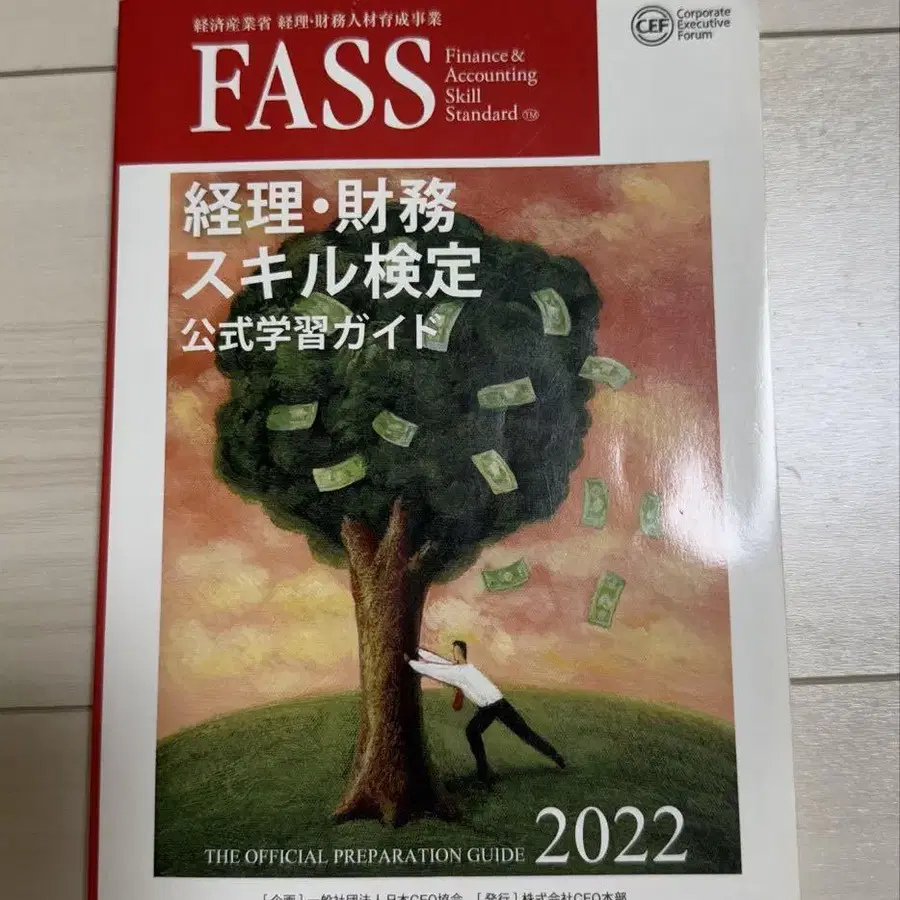 経済産業省 経理・財務人材育成事業
FASS
Finance &
Accounting
Skill
Standard TM
CEF
Corporate
Executive
Forum
経理・財務
スキル検定
公式学習ガイド
THE OFFICIAL PREPARATION GUIDE 2022
[企画]一般社団法人日本CFO協会 [発行]株式会社CFO本部